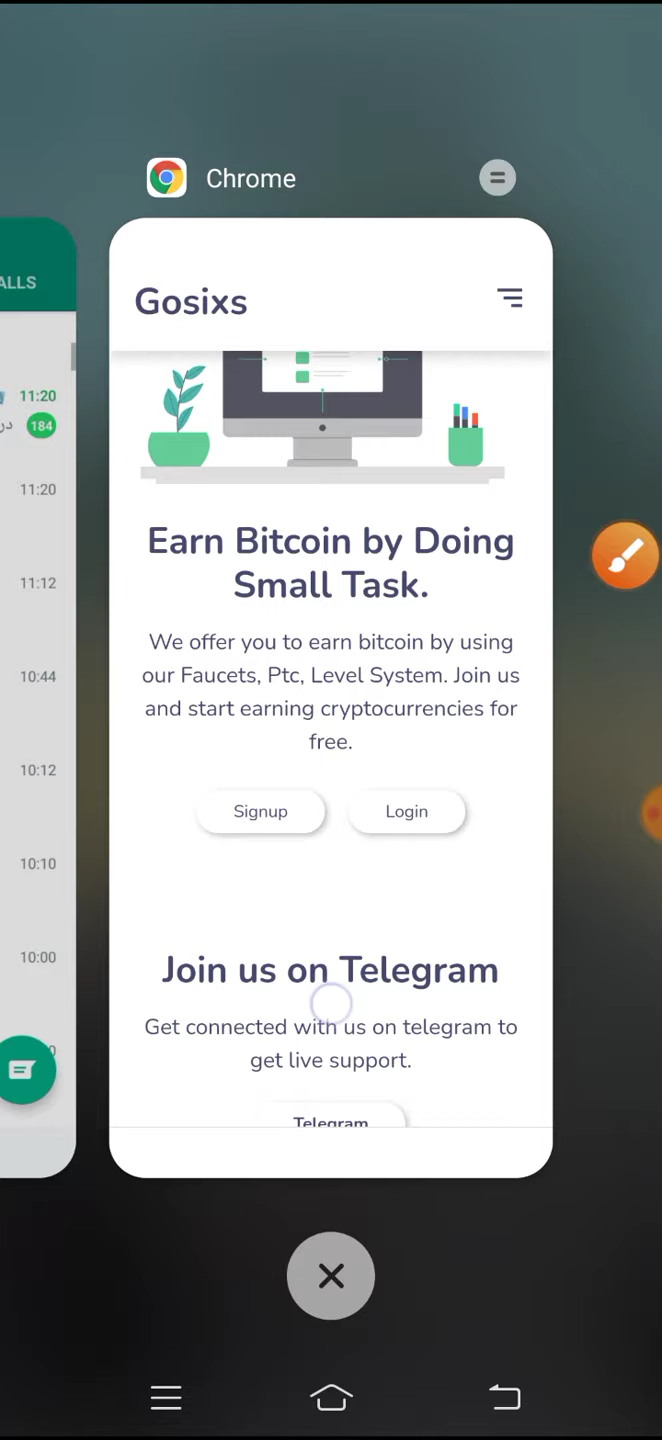 Chrome
ALLS
Gosixs
11:20
184
11:20
11:12
10:44
10:12
10:10
10:00
Earn Bitcoin by Doing
Small Task.
We offer you to earn bitcoin by using
our Faucets, Ptc, Level System. Join us
and start earning cryptocurrencies for
free.
Signup
Login
Join us on Telegram
Get connected with us on telegram to
get live support.
Telegram